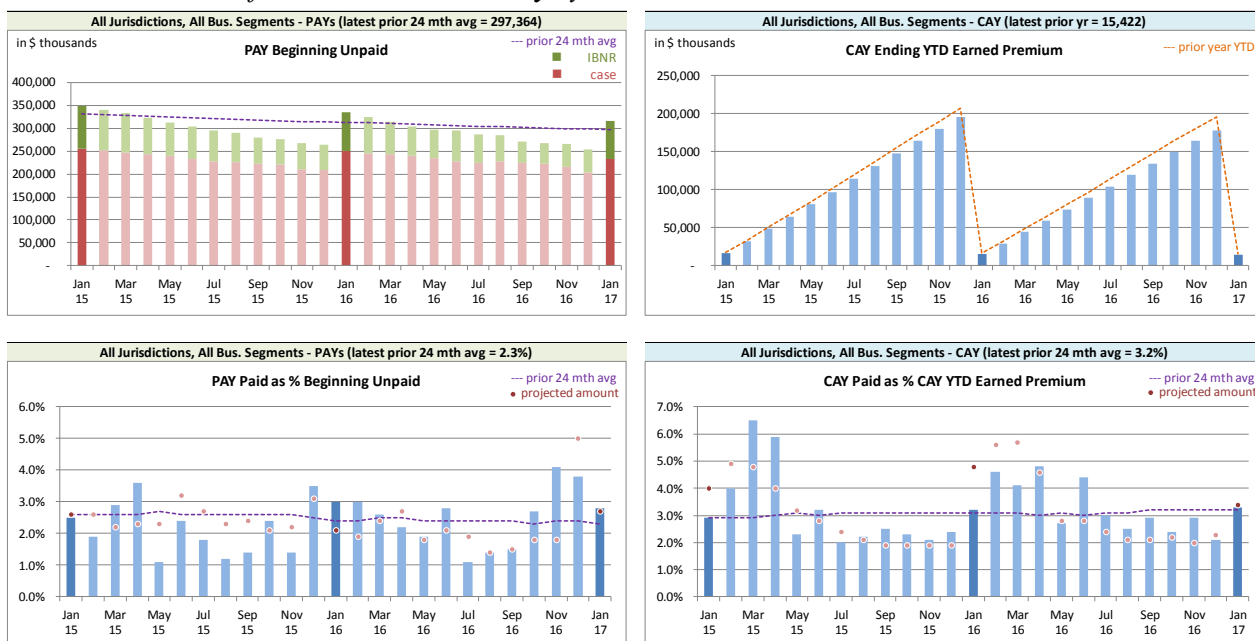 All Jurisdictions, All Bus. Segments - PAYs (latest prior 24 mth avg = 297,364)
in $ thousands
PAY Beginning Unpaid
--- prior 24 mth avg
IBNR
case
400,000
350,000
300,000
250,000
200,000
150,000
100,000
50,000
-
Jan Mar May Jul Sep Nov Jan Mar May Jul Sep Nov Jan
15 15 15 15 15 15 16 16 16 16 16 16 17
All Jurisdictions, All Bus. Segments - CAY (latest prior yr = 15,422)
in $ thousands
CAY Ending YTD Earned Premium
--- prior year YTD
250,000
200,000
150,000
100,000
50,000
-
Jan Mar May Jul Sep Nov Jan Mar May Jul Sep Nov Jan
15 15 15 15 15 15 16 16 16 16 16 16 17
All Jurisdictions, All Bus. Segments - PAYs (latest prior 24 mth avg = 2.3%)
PAY Paid as % Beginning Unpaid
--- prior 24 mth avg
• projected amount
6.0%
5.0%
4.0%
3.0%
2.0%
1.0%
0.0%
Jan Mar May Jul Sep Nov Jan Mar May Jul Sep Nov Jan
15 15 15 15 15 15 16 16 16 16 16 16 17
All Jurisdictions, All Bus. Segments - CAY (latest prior 24 mth avg = 3.2%)
CAY Paid as % CAY YTD Earned Premium
--- prior 24 mth avg
• projected amount
7.0%
6.0%
5.0%
4.0%
3.0%
2.0%
1.0%
0.0%
Jan Mar May Jul Sep Nov Jan Mar May Jul Sep Nov Jan
15 15 15 15 15 15 16 16 16 16 16 16 17